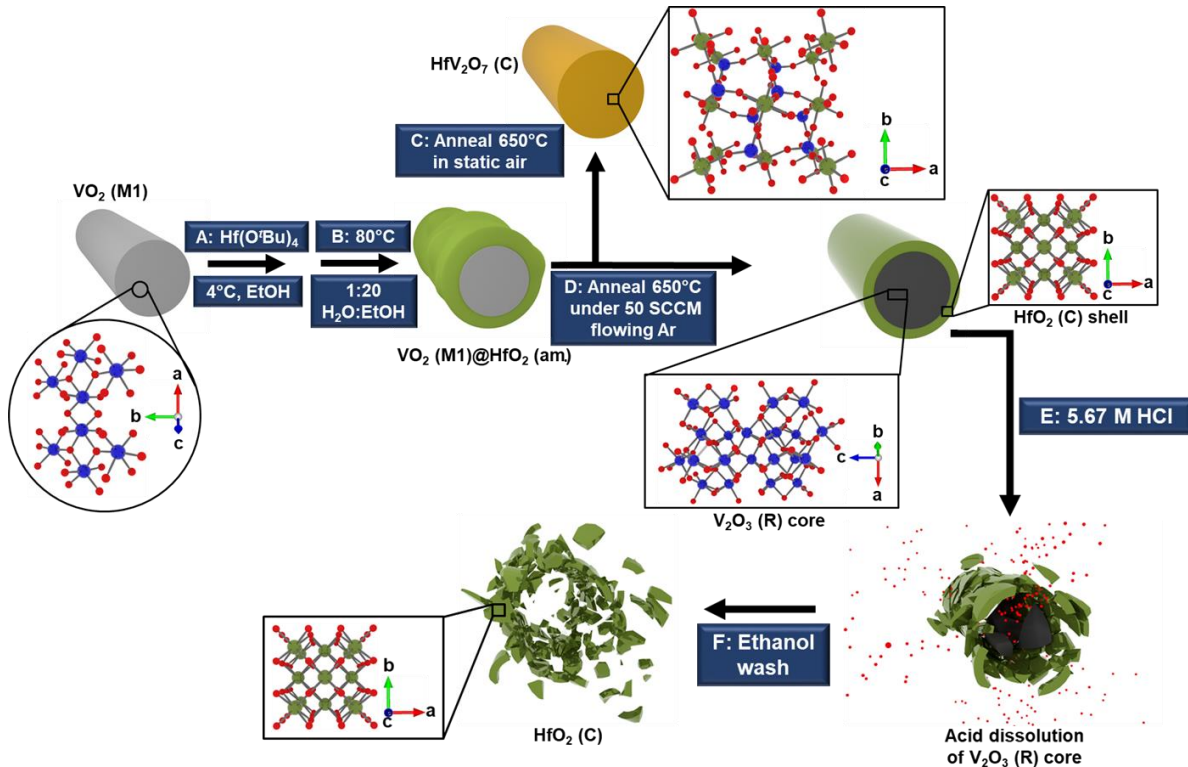 HfV₂O₇ (C)
b
a
c
C: Anneal 650°C
in static air
VO₂ (M1)
A: Hf(OᵗBu)₄
4°C, EtOH
B: 80°C
1:20
H₂O:EtOH
VO₂ (M1)@HfO₂ (am.)
D: Anneal 650°C
under 50 SCCM
flowing Ar
b
a
c
HfO₂ (C) shell
a
b
c
b
c
a
V₂O₃ (R) core
E: 5.67 M HCl
b
a
c
HfO₂ (C)
F: Ethanol
wash
Acid dissolution
of V₂O₃ (R) core